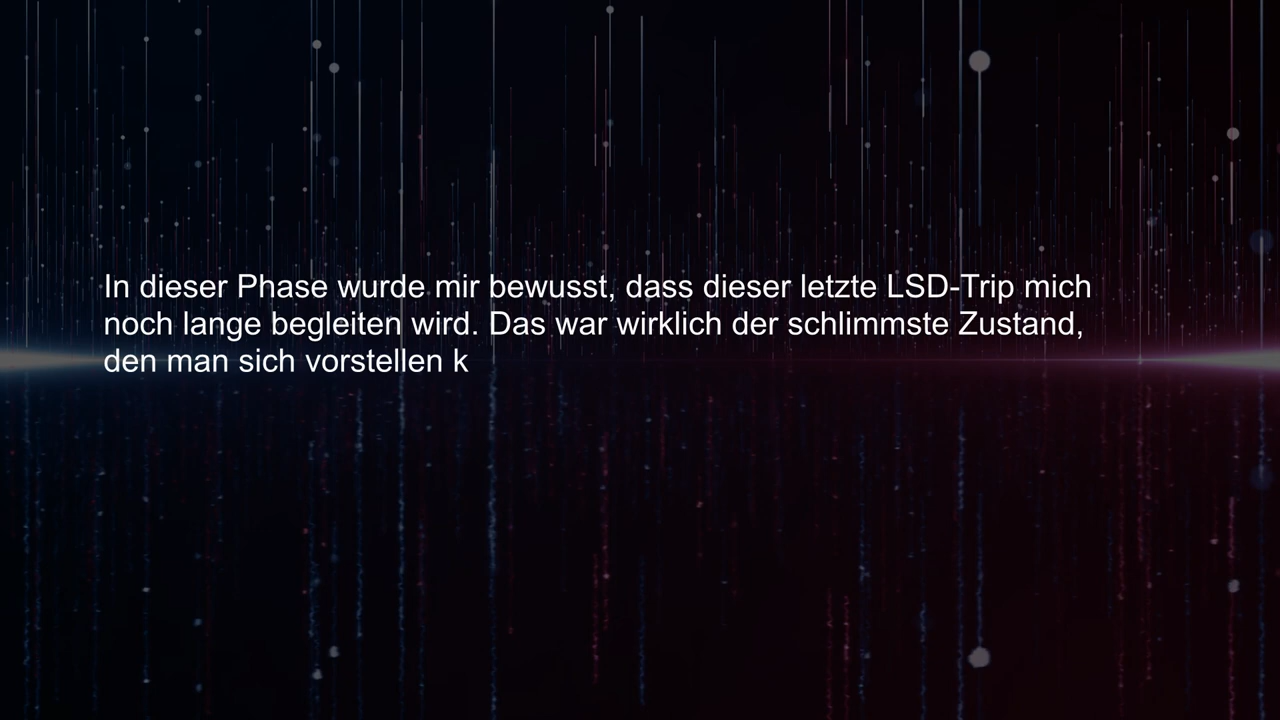 In dieser Phase wurde mir bewusst, dass dieser letzte LSD-Trip mich
noch lange begleiten wird. Das war wirklich der schlimmste Zustand,
den man sich vorstellen k